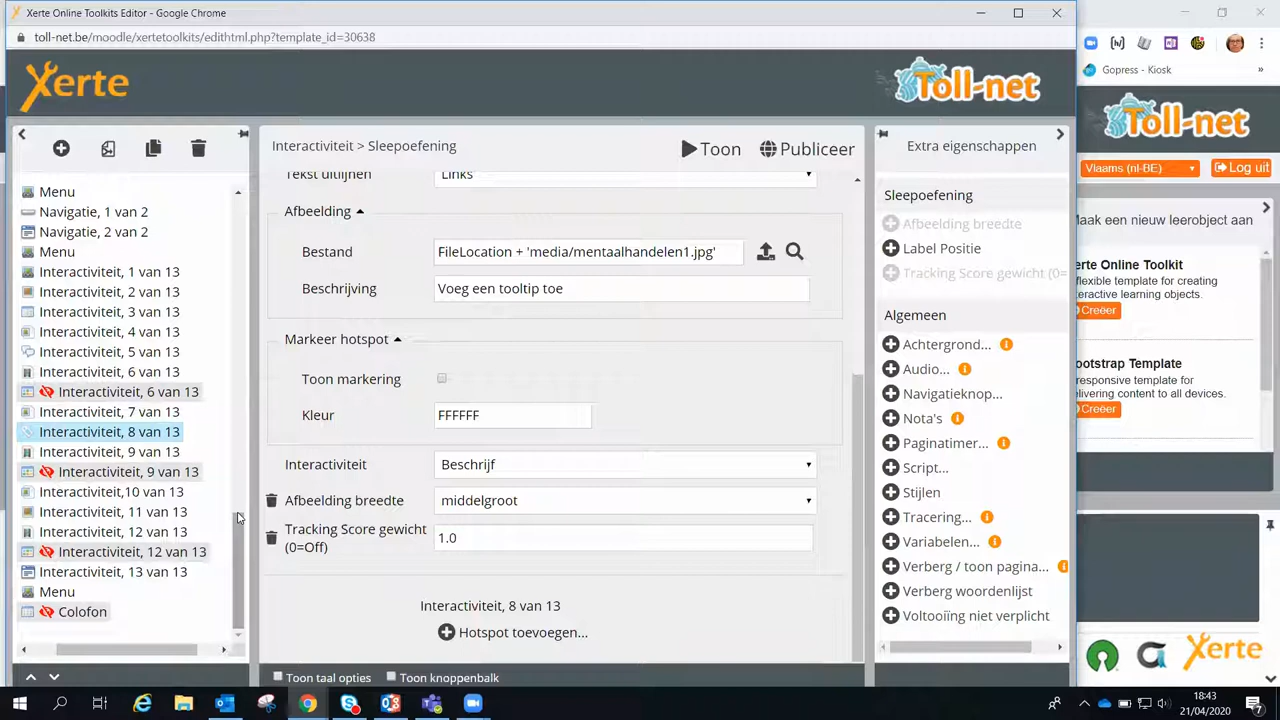 Xerte Online Toolkits Editor - Google Chrome
toll-net.be/moodle/xertetoolkits/edithtml.php?template_id=30638
Xerte
Toll-net
Interactiviteit > Sleepoefening
Toon
Publiceer
Menu
Navigatie, 1 van 2
Navigatie, 2 van 2
Menu
Interactiviteit, 1 van 13
Interactiviteit, 2 van 13
Interactiviteit, 3 van 13
Interactiviteit, 4 van 13
Interactiviteit, 5 van 13
Interactiviteit, 6 van 13
Interactiviteit, 6 van 13
Interactiviteit, 7 van 13
Interactiviteit, 8 van 13
Interactiviteit, 9 van 13
Interactiviteit, 9 van 13
Interactiviteit,10 van 13
Interactiviteit, 11 van 13
Interactiviteit, 12 van 13
Interactiviteit, 12 van 13
Interactiviteit, 13 van 13
Menu
Colofon
Tekst uitlijnen Links
Afbeelding
Bestand FileLocation + 'media/mentaalhandelen1.jpg'
Beschrijving Voeg een tooltip toe
Markeer hotspot
Toon markering
Kleur FFFFFF
Interactiviteit Beschrijf
Afbeelding breedte middelgroot
Tracking Score gewicht
(0=Off) 1.0
Interactiviteit, 8 van 13
Hotspot toevoegen...
Toon taal opties Toon knoppenbalk
Extra eigenschappen
Sleepoefening
Afbeelding breedte
Label Positie
Tracking Score gewicht (0=
Algemeen
Achtergrond...
Audio...
Navigatieknop...
Nota's
Paginatimer...
Script...
Stijlen
Tracering...
Variabelen...
Verberg / toon pagina...
Verberg woordenlijst
Voltooiïng niet verplicht
Gopress - Kiosk
Toll-net
Vlaams (nl-BE) Log uit
Maak een nieuw leerobject aan
erte Online Toolkit
flexible template for creating
teractive learning objects.
Creëer
ootstrap Template
responsive template for
elivering content to all devices.
Creëer
Xerte
18:43
21/04/2020
7